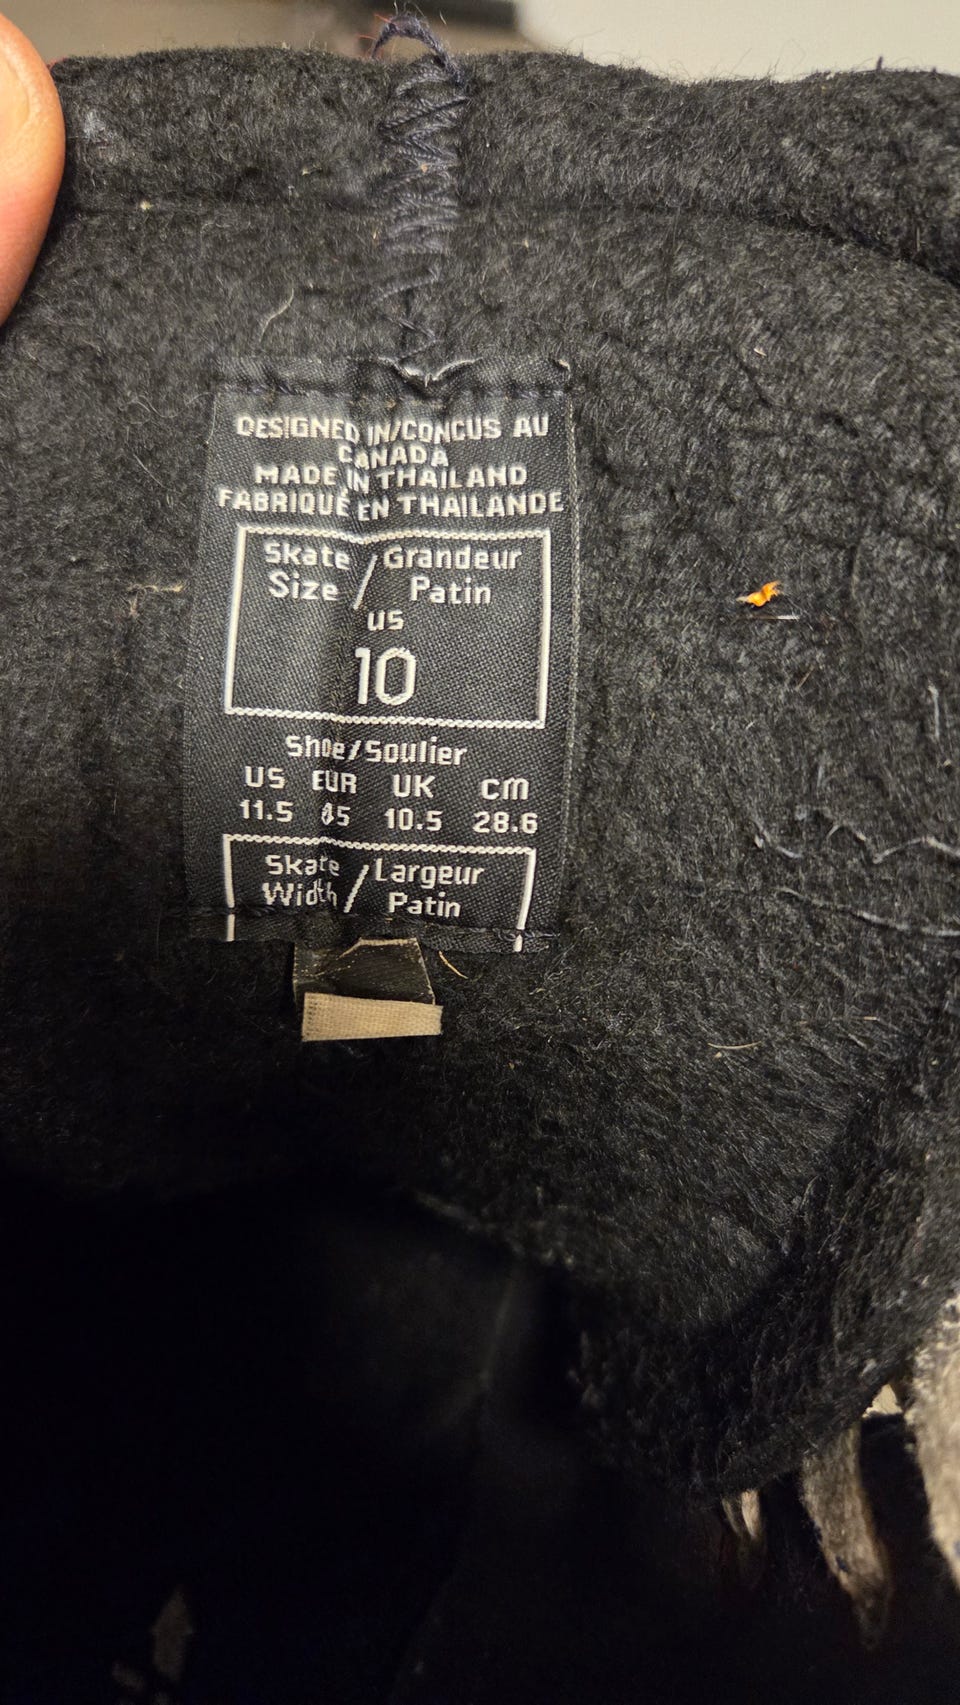 DESIGNED IN/CONCUS AU
CANADA
MADE IN THAILAND
FABRIQUÉ EN THAILANDE
Skate / Grandeur
Size / Patin
US
10
Shoe/Soulier
US EUR UK cm
11.5 45 10.5 28.6
Skate / Largeur
Width / Patin